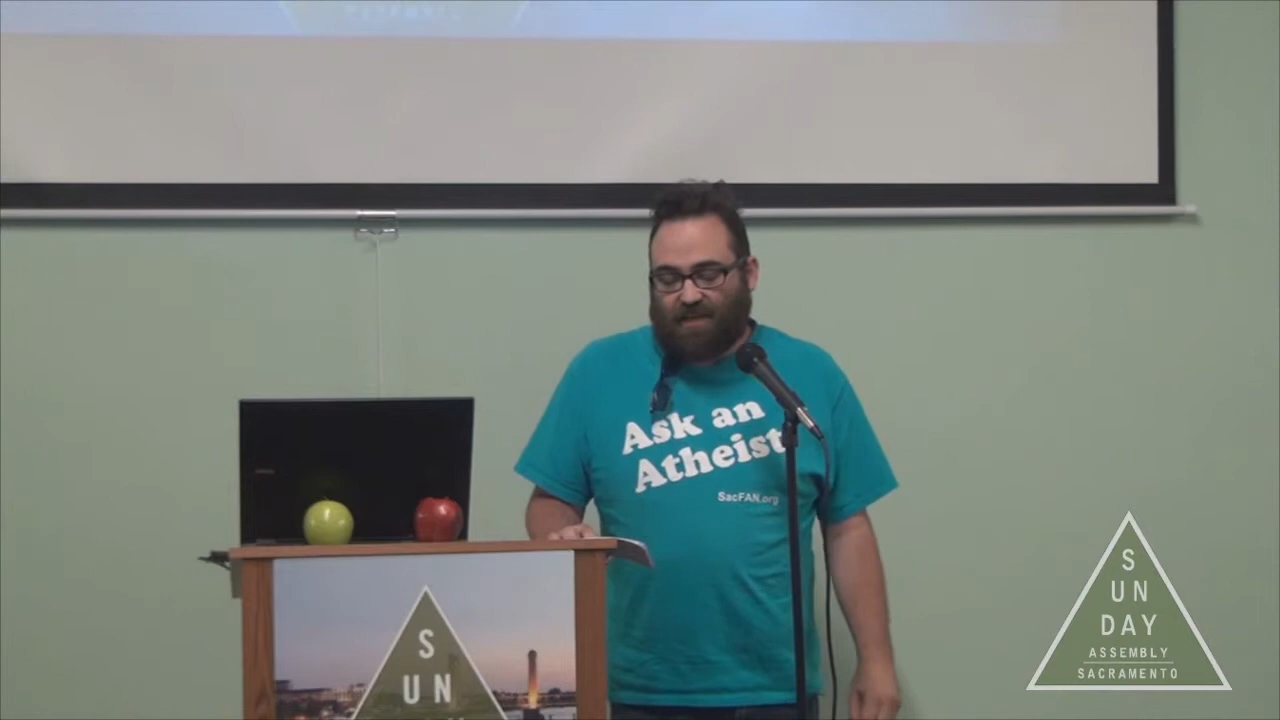 Ask an
Atheist
SacFAN.org
S
UN
DAY
ASSEMBLY
SACRAMENTO
S
UN